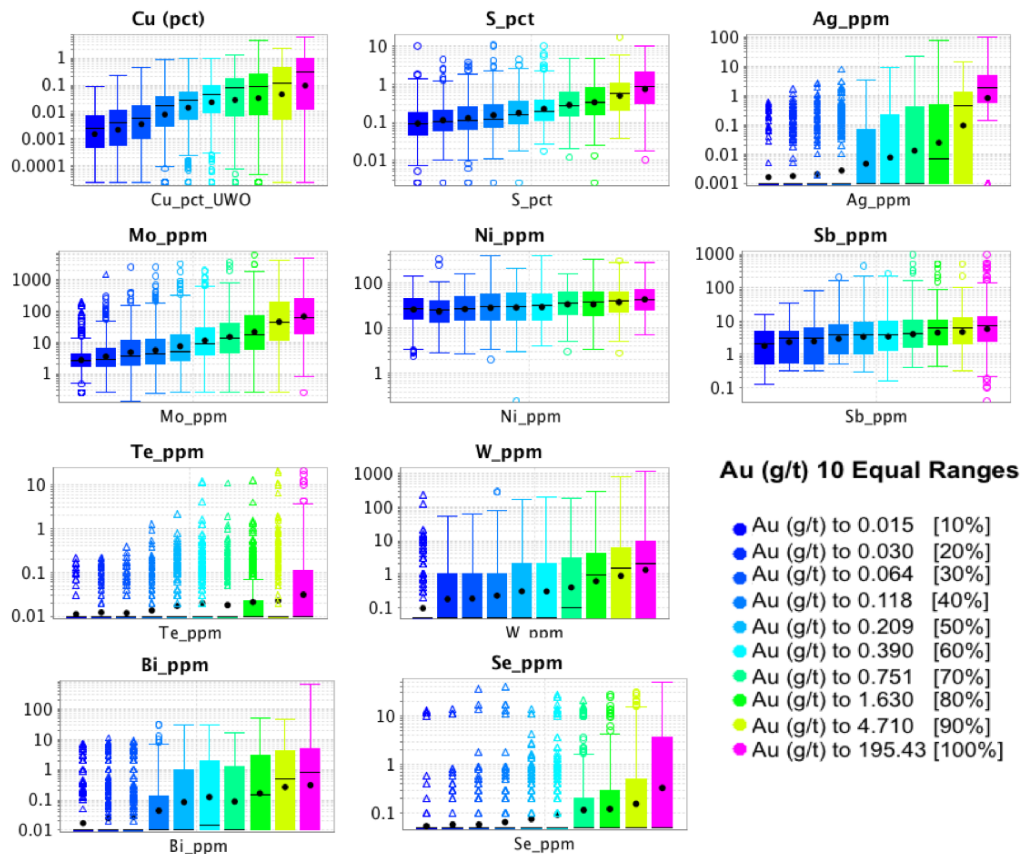 Cu (pct)
1
0.1
0.01
0.001
0.0001
Cu_pct_UWO
S_pct
10
1
0.1
0.01
S_pct
Ag_ppm
100
10
1
0.1
0.01
0.001
Ag_ppm
Mo_ppm
1000
100
10
1
Mo_ppm
Ni_ppm
100
10
1
Ni_ppm
Sb_ppm
1000
100
10
1
0.1
Sb_ppm
Te_ppm
10
1
0.1
0.01
Te_ppm
W_ppm
1000
100
10
1
0.1
W_ppm
Au (g/t) 10 Equal Ranges
Au (g/t) to 0.015 [10%]
Au (g/t) to 0.030 [20%]
Au (g/t) to 0.064 [30%]
Au (g/t) to 0.118 [40%]
Au (g/t) to 0.209 [50%]
Au (g/t) to 0.390 [60%]
Au (g/t) to 0.751 [70%]
Au (g/t) to 1.630 [80%]
Au (g/t) to 4.710 [90%]
Au (g/t) to 195.43 [100%]
Bi_ppm
100
10
1
0.1
0.01
Bi_ppm
Se_ppm
10
1
0.1
Se_ppm